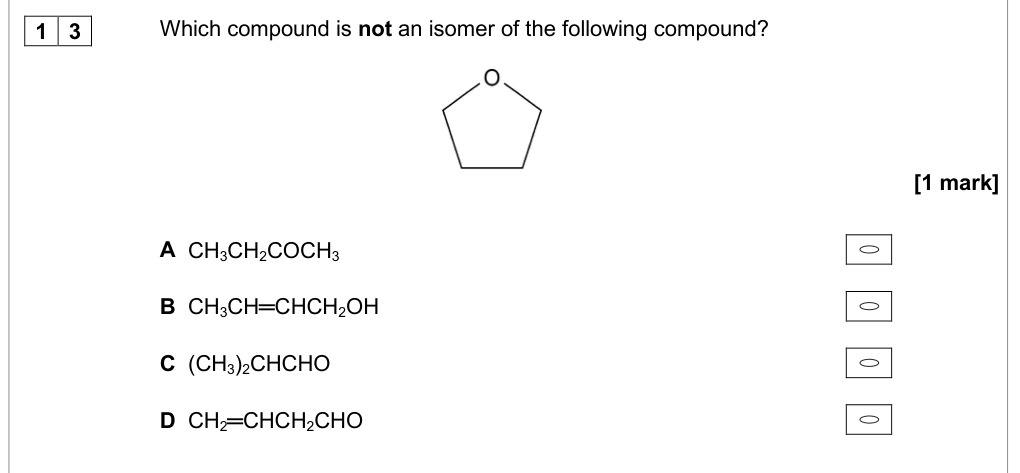 1 3 Which compound is not an isomer of the following compound?
O
[1 mark]
A CH₃CH₂COCH₃
B CH₃CH=CHCH₂OH
C (CH₃)₂CHCHO
D CH₂=CHCH₂CHO